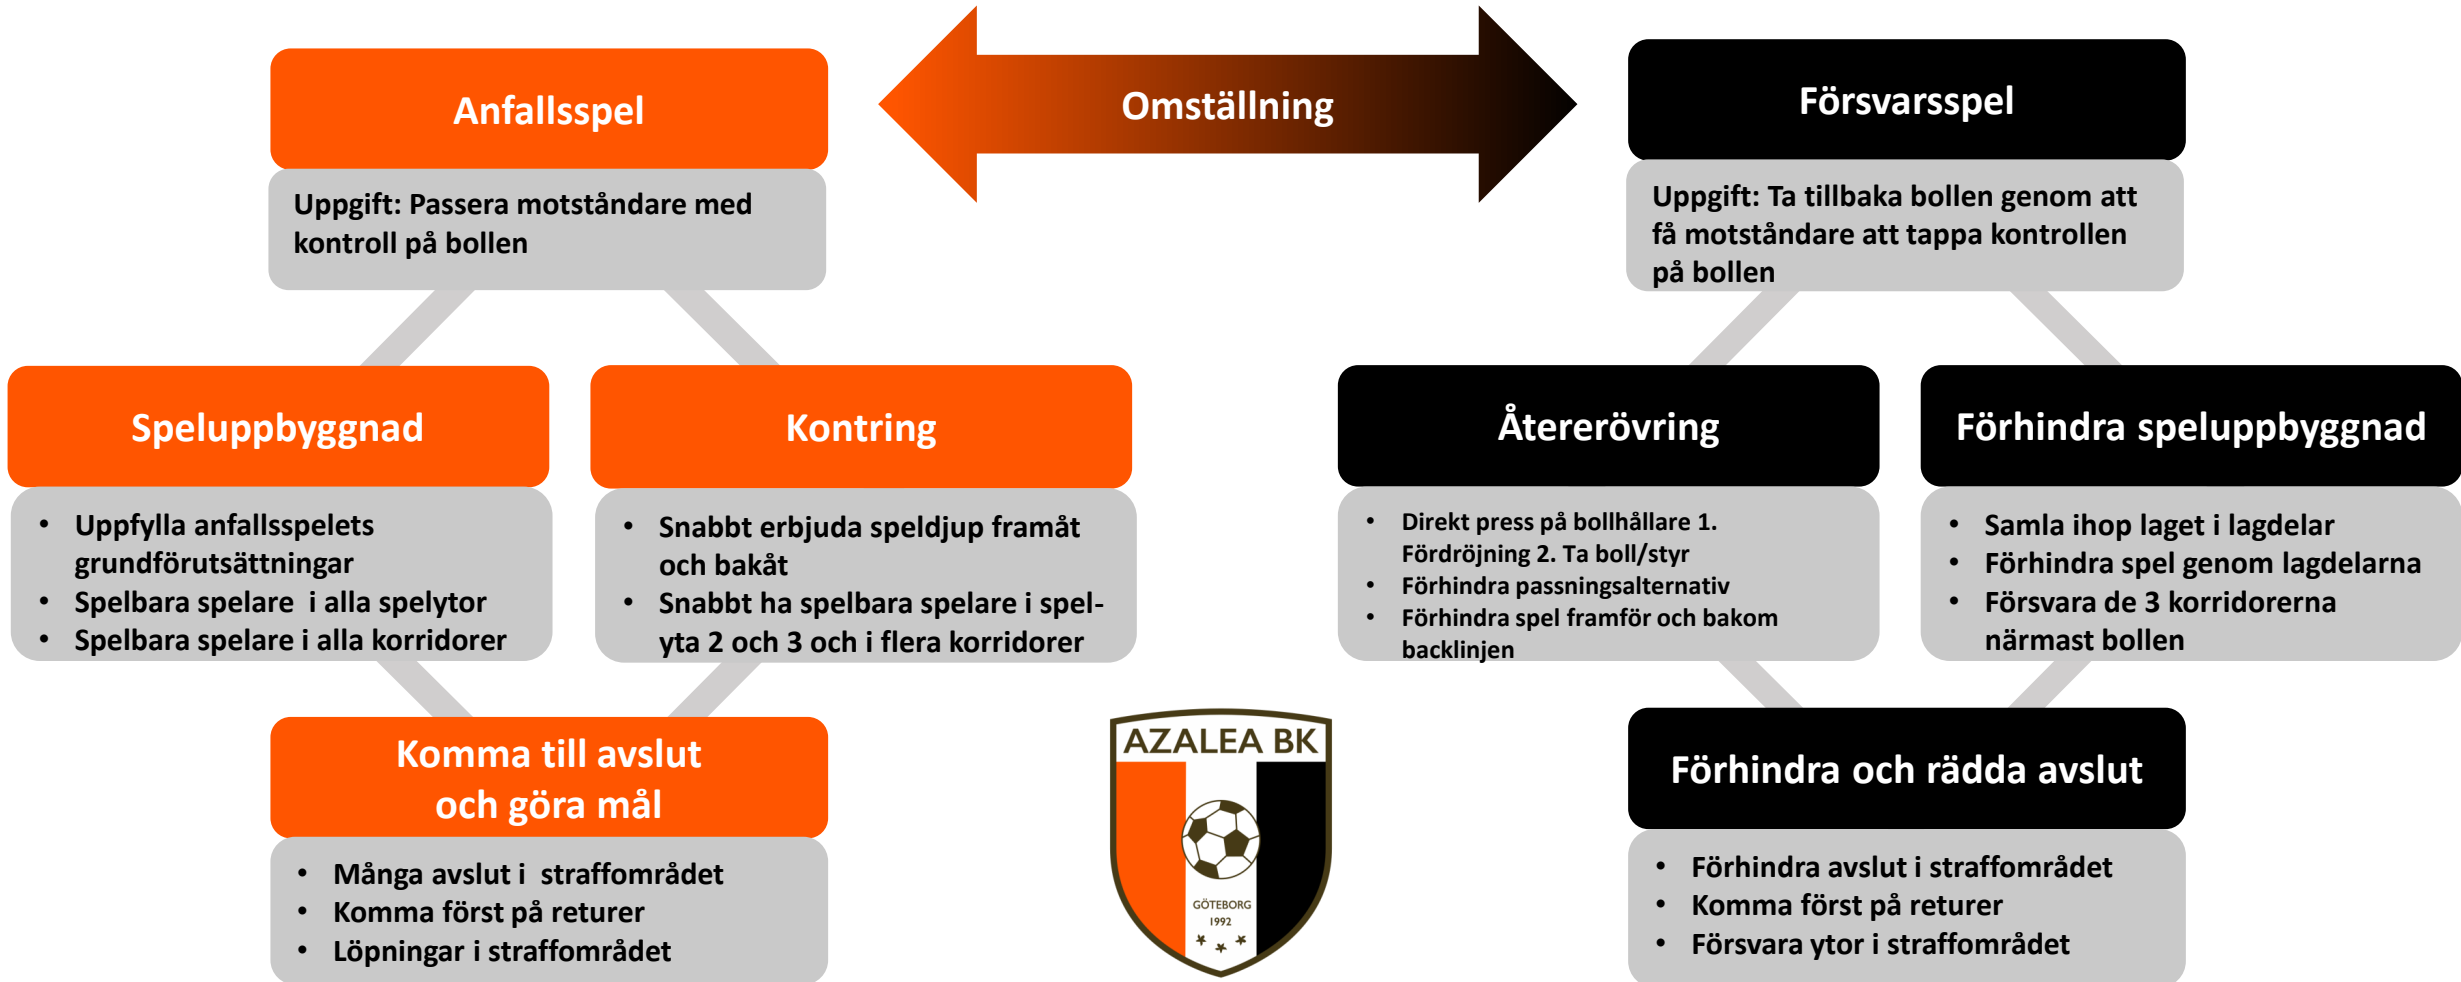 Anfallsspel
Uppgift: Passera motståndare med
kontroll på bollen
Omställning
Försvarsspel
Uppgift: Ta tillbaka bollen genom att
få motståndare att tappa kontrollen
på bollen
Speluppbyggnad
• Uppfylla anfallsspelets
grundförutsättningar
• Spelbara spelare i alla spelytor
• Spelbara spelare i alla korridorer
Kontring
• Snabbt erbjuda speldjup framåt
och bakåt
• Snabbt ha spelbara spelare i spel-
yta 2 och 3 och i flera korridorer
Återerövring
• Direkt press på bollhållare 1.
Fördröjning 2. Ta boll/styr
• Förhindra passningsalternativ
• Förhindra spel framför och bakom
backlinjen
Förhindra speluppbyggnad
• Samla ihop laget i lagdelar
• Förhindra spel genom lagdelarna
• Försvara de 3 korridorerna
närmast bollen
Komma till avslut
och göra mål
• Många avslut i straffområdet
• Komma först på returer
• Löpningar i straffområdet
AZALEA BK
GÖTEBORG
1992
Förhindra och rädda avslut
• Förhindra avslut i straffområdet
• Komma först på returer
• Försvara ytor i straffområdet